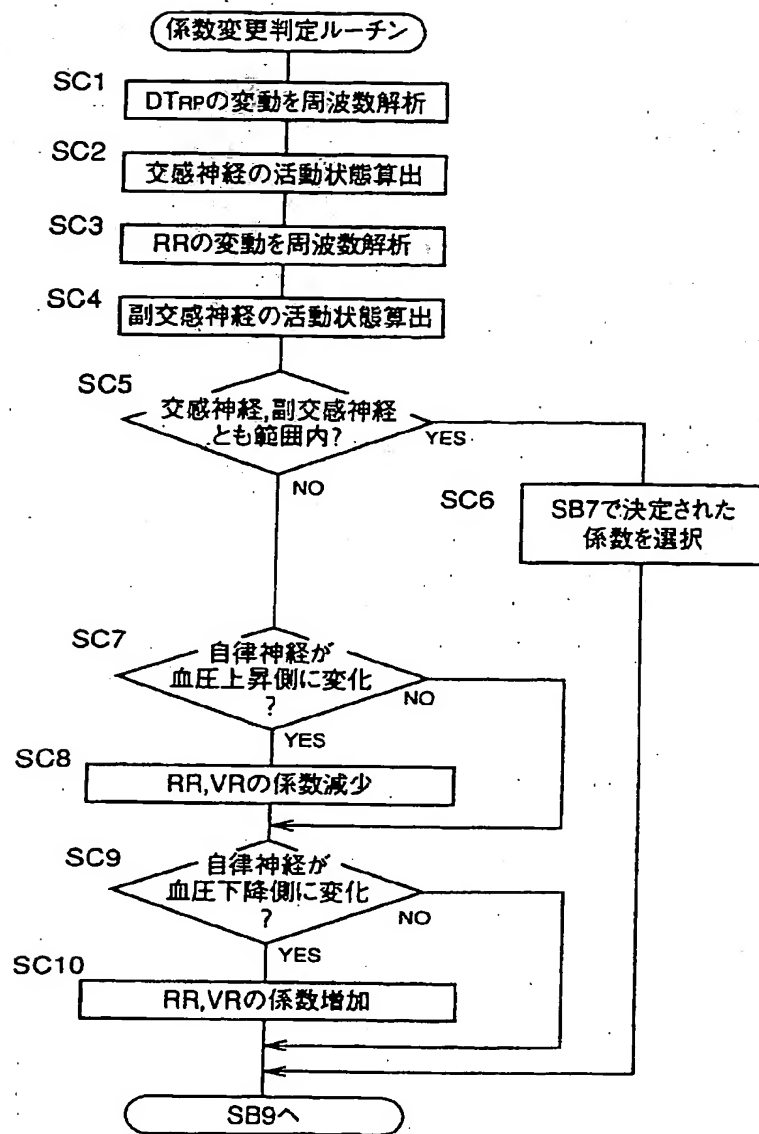 係数変更判定ルーチン
SC1
DTRPの変動を周波数解析
SC2
交感神経の活動状態算出
SC3
RRの変動を周波数解析
SC4
副交感神経の活動状態算出
SC5
交感神経,副交感神経
とも範囲内?
YES
NO
SC6
SB7で決定された
係数を選択
SC7
自律神経が
血圧上昇側に変化
?
NO
YES
SC8
RR,VRの係数減少
SC9
自律神経が
血圧下降側に変化
?
NO
YES
SC10
RR,VRの係数増加
SB9へ